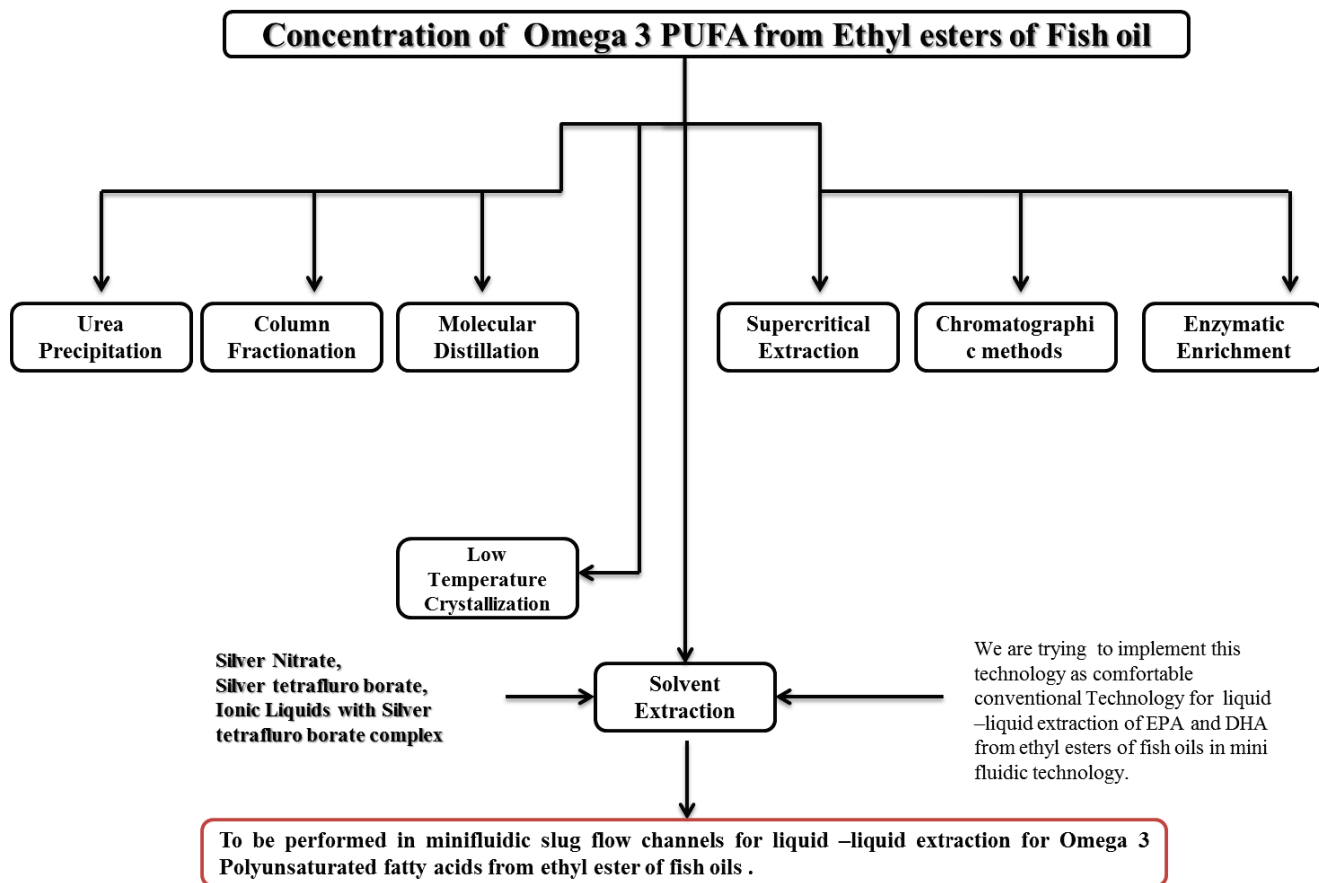 Concentration of Omega 3 PUFA from Ethyl esters of Fish oil
Urea
Precipitation
Column
Fractionation
Molecular
Distillation
Supercritical
Extraction
Chromatographi
c methods
Enzymatic
Enrichment
Low
Temperature
Crystallization
Silver Nitrate,
Silver tetrafluro borate,
Ionic Liquids with Silver
tetrafluro borate complex
Solvent
Extraction
We are trying to implement this
technology as comfortable
conventional Technology for liquid
–liquid extraction of EPA and DHA
from ethyl esters of fish oils in mini
fluidic technology.
To be performed in minifluidic slug flow channels for liquid –liquid extraction for Omega 3
Polyunsaturated fatty acids from ethyl ester of fish oils .